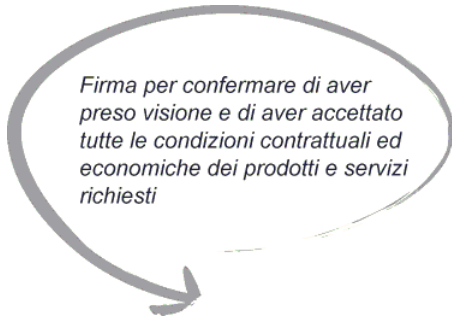 Firma per confermare di aver
preso visione e di aver accettato
tutte le condizioni contrattuali ed
economiche dei prodotti e servizi
richiesti